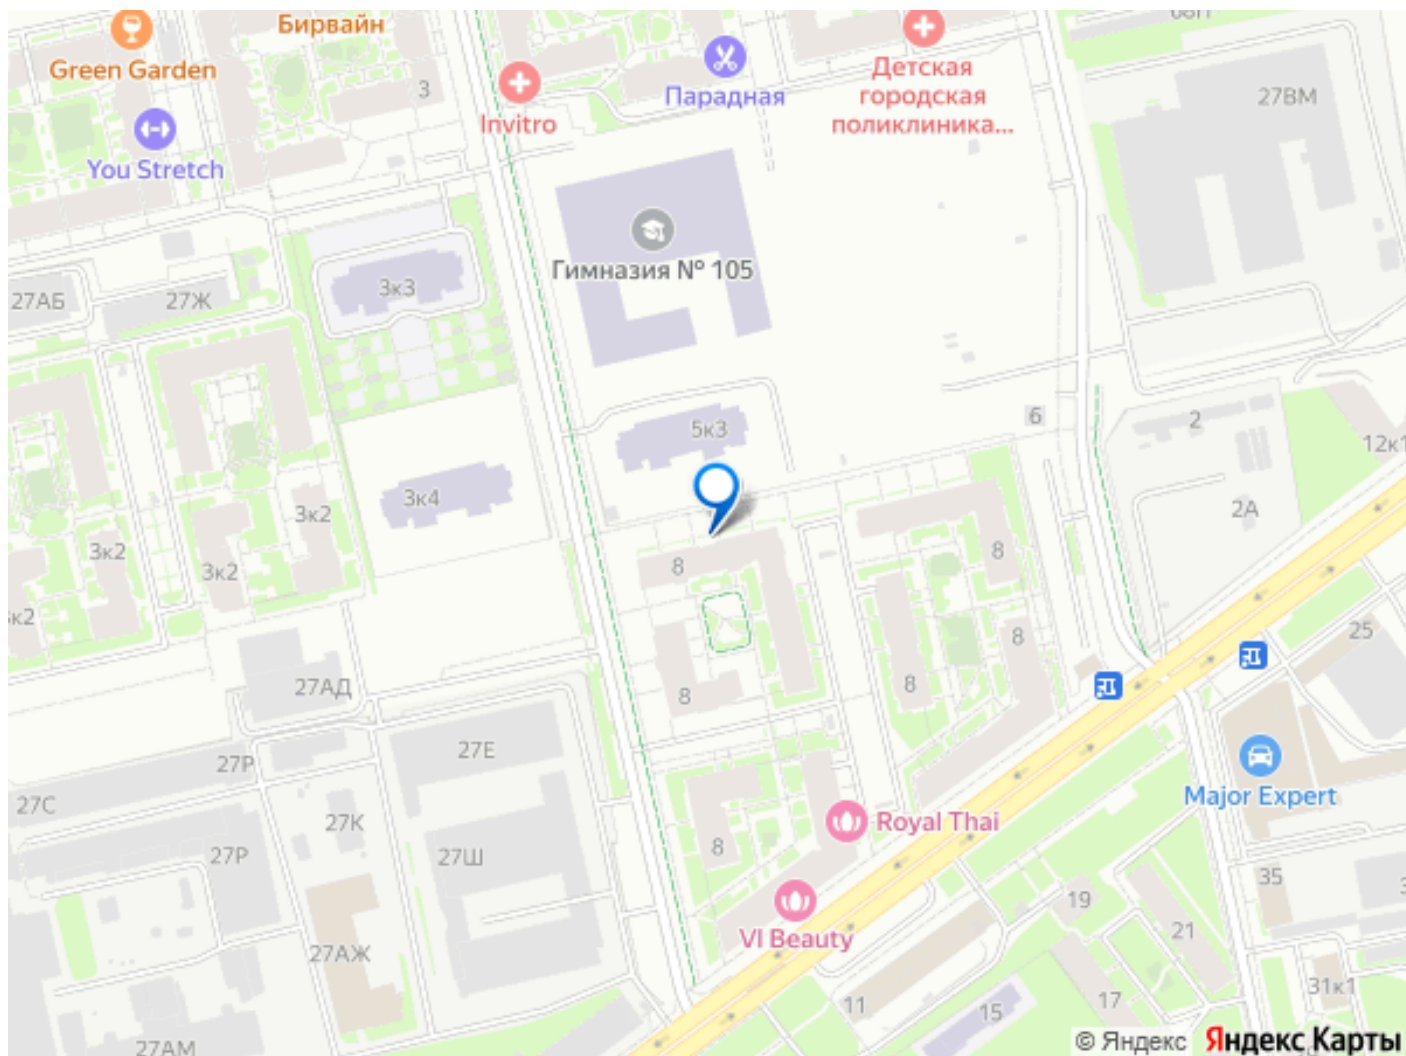 Бирвайн
Green Garden
3
Invitro
Парадная
Детская
городская
поликлиника...
27ВМ
You Stretch
Гимназия № 105
3к3
27АБ
27Ж
5к3
6
2
12к1
3к4
3к2
3к2
3к2
2А
8
8
25
к2
8
8
8
27АД
27Е
27Р
Major Expert
27С
27К
Royal Thai
27Р
27Ш
8
35
3
19
VI Beauty
21
27АЖ
11
17
15
31к1
27АМ
© Яндекс Яндекс Карты